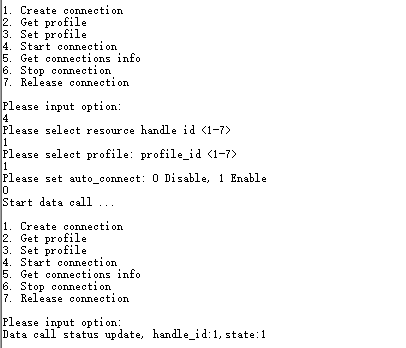 1. Create connection
2. Get profile
3. Set profile
4. Start connection
5. Get connections info
6. Stop connection
7. Release connection
Please input option:
4
Please select resource handle id <1-7>
1
Please select profile: profile_id <1-7>
1
Please set auto_connect: 0 Disable, 1 Enable
0
Start data call ...
1. Create connection
2. Get profile
3. Set profile
4. Start connection
5. Get connections info
6. Stop connection
7. Release connection
Please input option:
Data call status update, handle_id:1,state:1